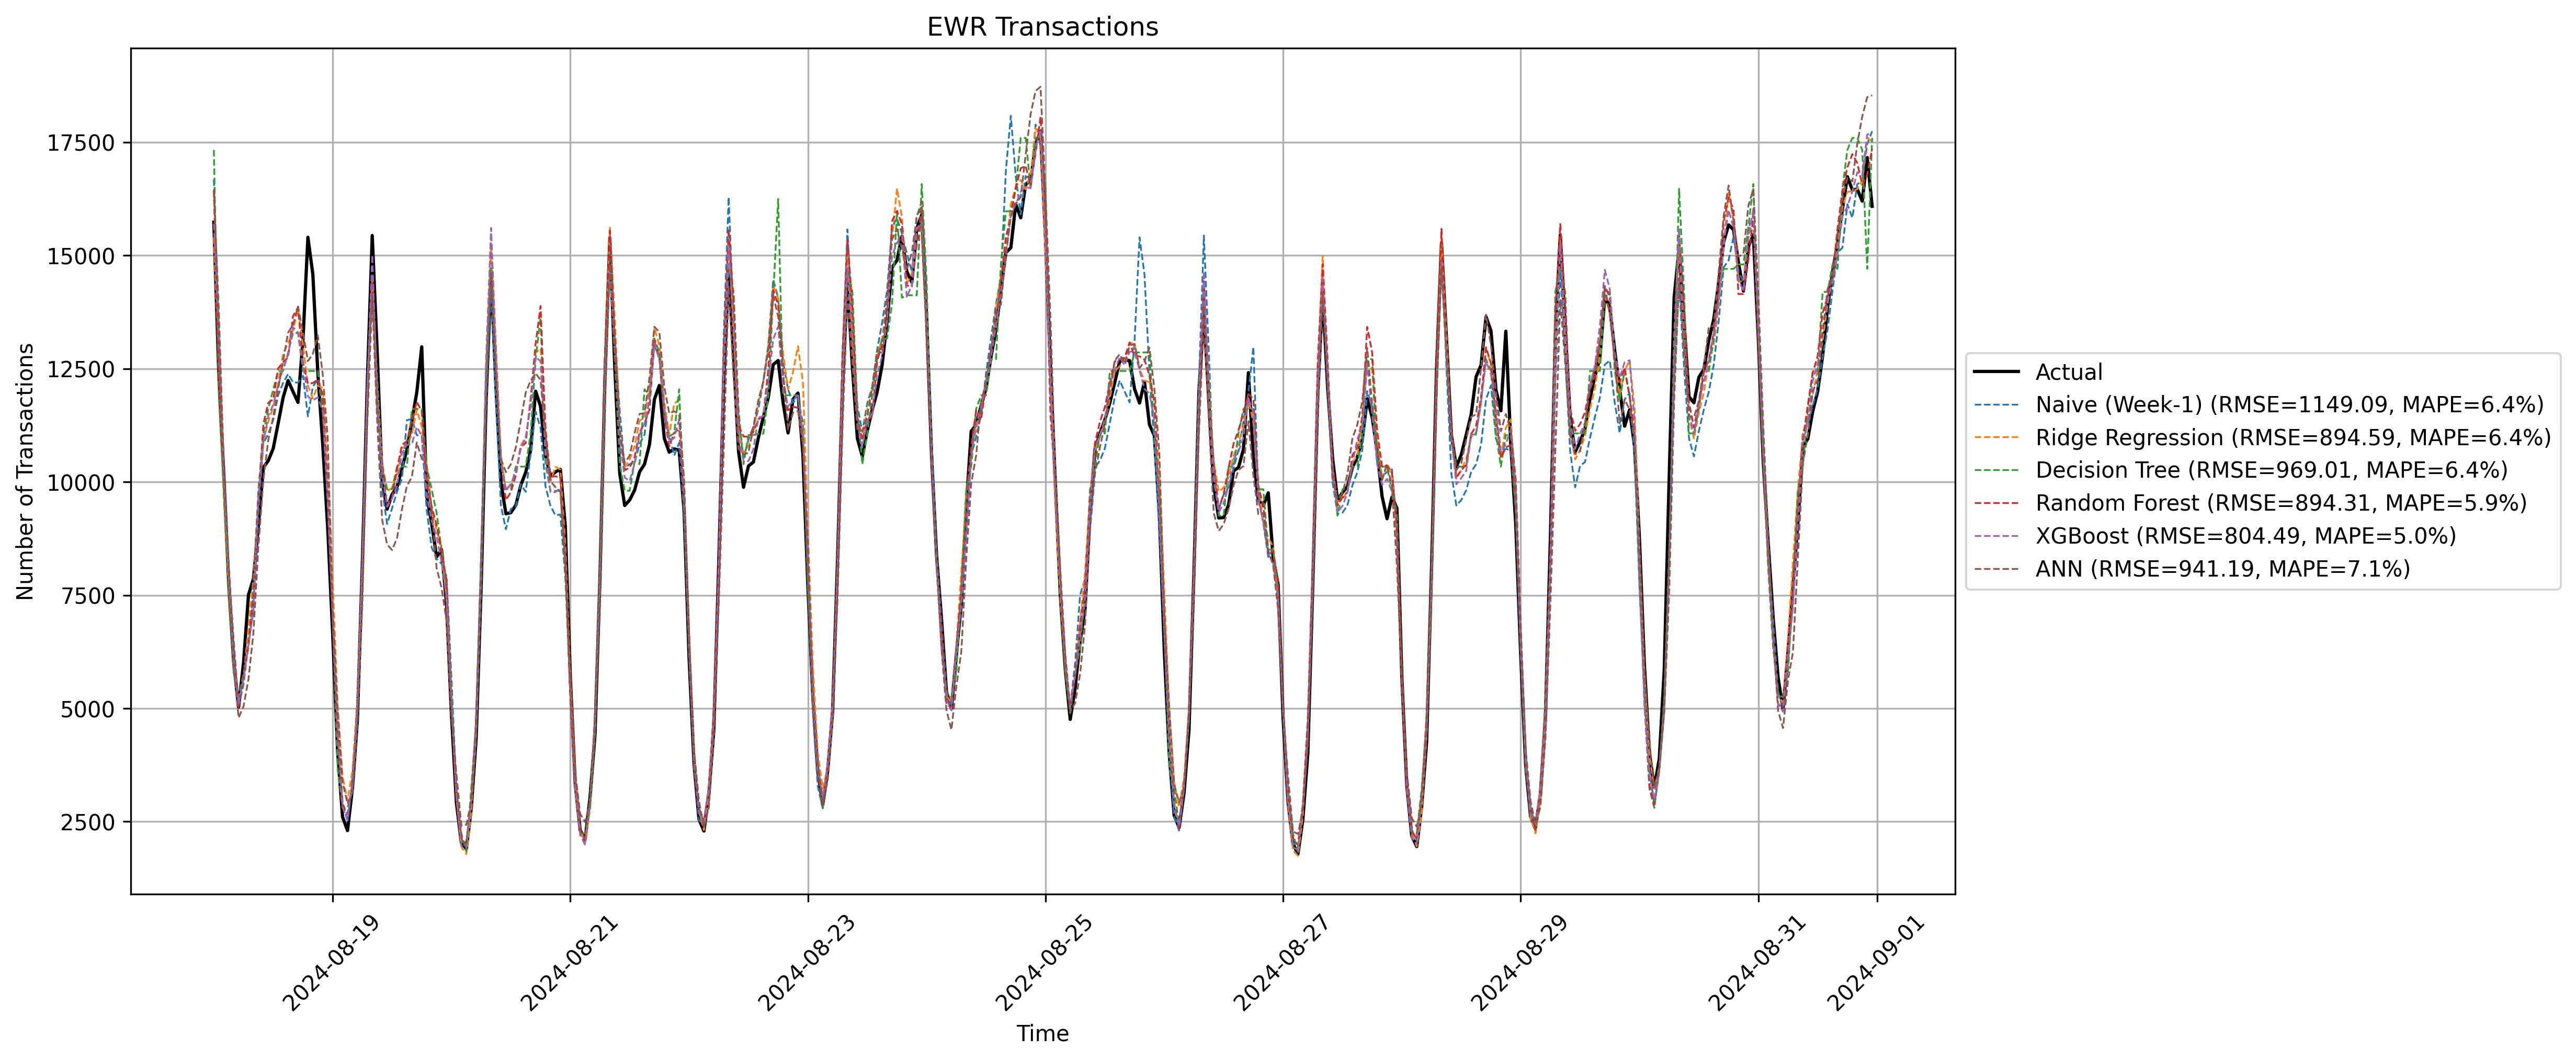 EWR Transactions
Number of Transactions
17500
15000
12500
10000
7500
5000
2500
2024-08-19
2024-08-21
2024-08-23
2024-08-25
2024-08-27
2024-08-29
2024-08-31
2024-09-01
Time
Actual
Naive (Week-1) (RMSE=1149.09, MAPE=6.4%)
Ridge Regression (RMSE=894.59, MAPE=6.4%)
Decision Tree (RMSE=969.01, MAPE=6.4%)
Random Forest (RMSE=894.31, MAPE=5.9%)
XGBoost (RMSE=804.49, MAPE=5.0%)
ANN (RMSE=941.19, MAPE=7.1%)